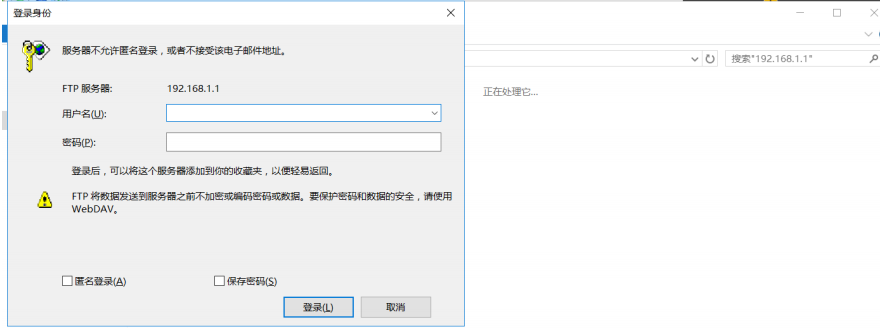 登录身份
服务器不允许匿名登录，或者不接受该电子邮件地址。
FTP 服务器:
192.168.1.1
用户名(U):
密码(P):
登录后，可以将这个服务器添加到你的收藏夹，以便轻易返回。
FTP 将数据发送到服务器之前不加密或编码密码或数据。要保护密码和数据的安全，请使用
WebDAV。
匿名登录(A)
保存密码(S)
登录(L)
取消
搜索"192.168.1.1"
正在处理它...